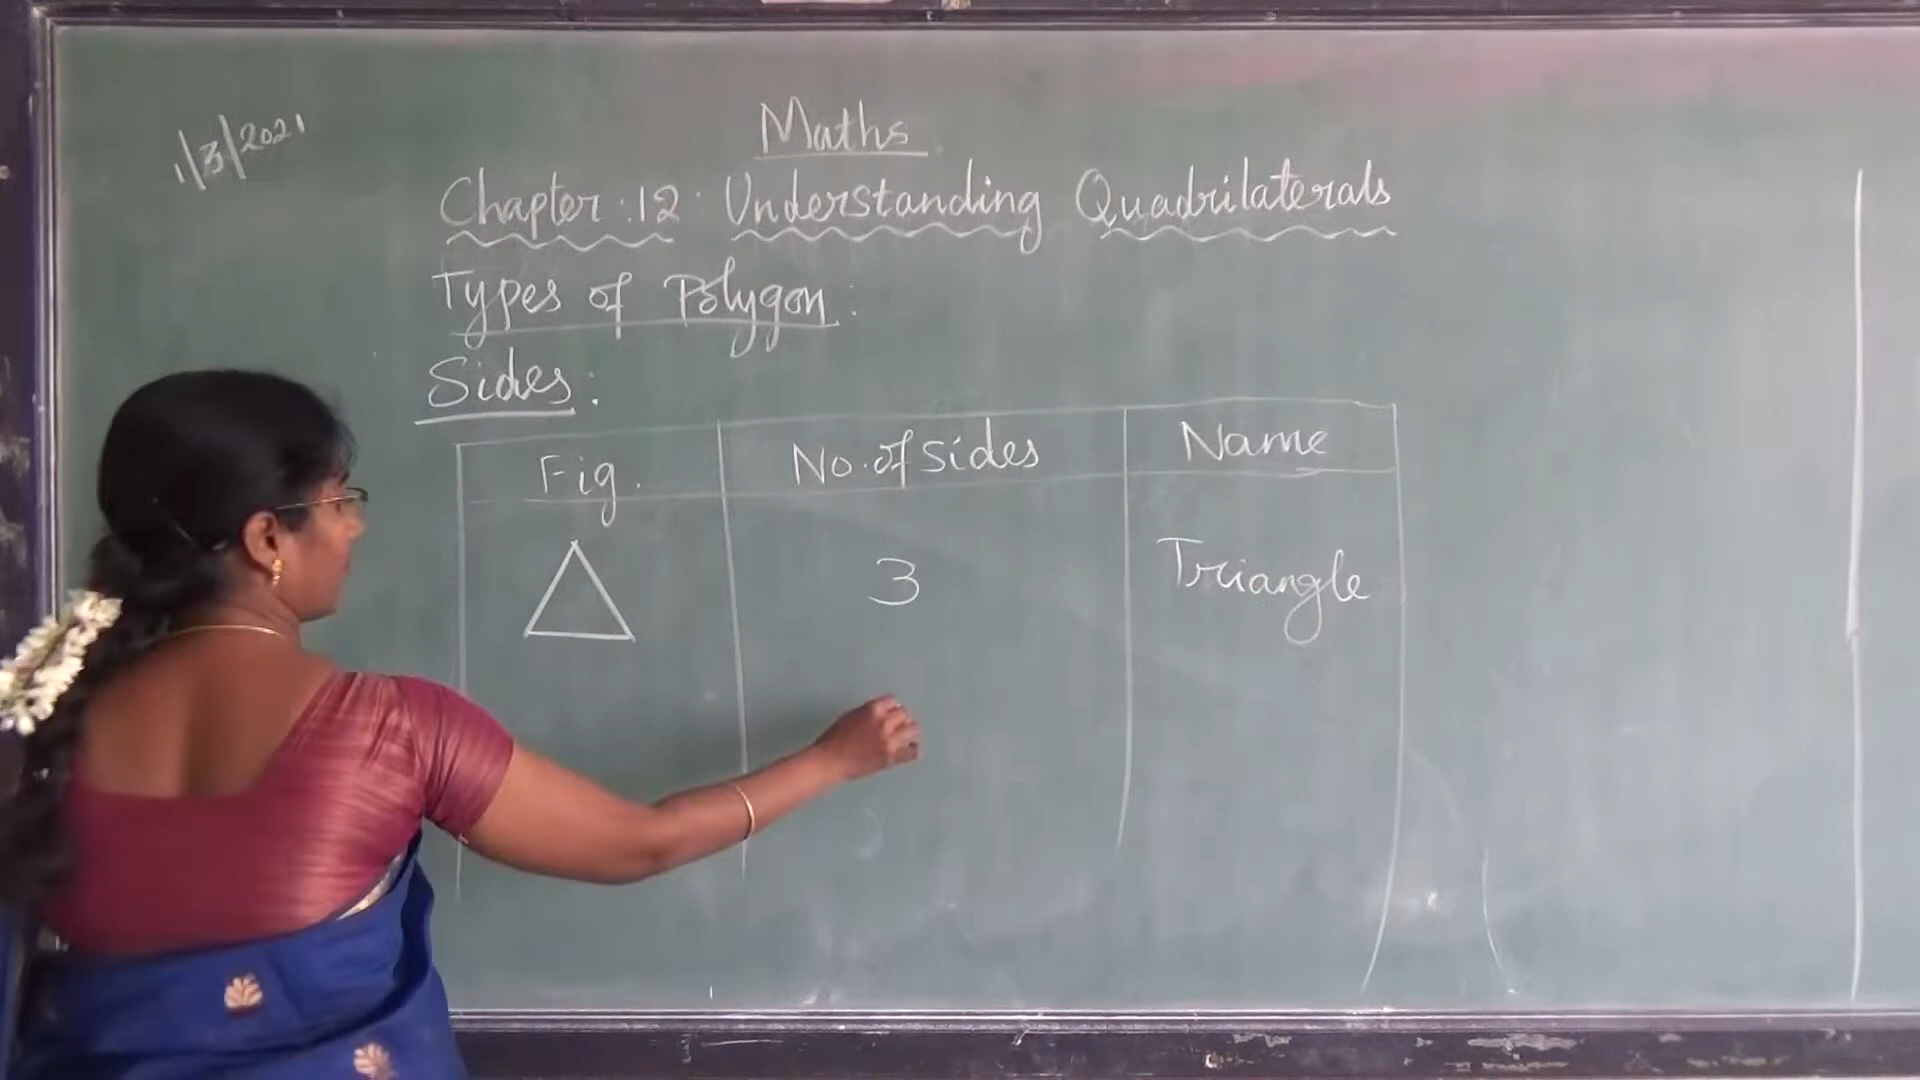 1/3/2021
Maths
Chapter:12. Understanding Quadrilaterals
Types of Polygon:
Sides:
Fig. No.of sides Name
3 Triangle